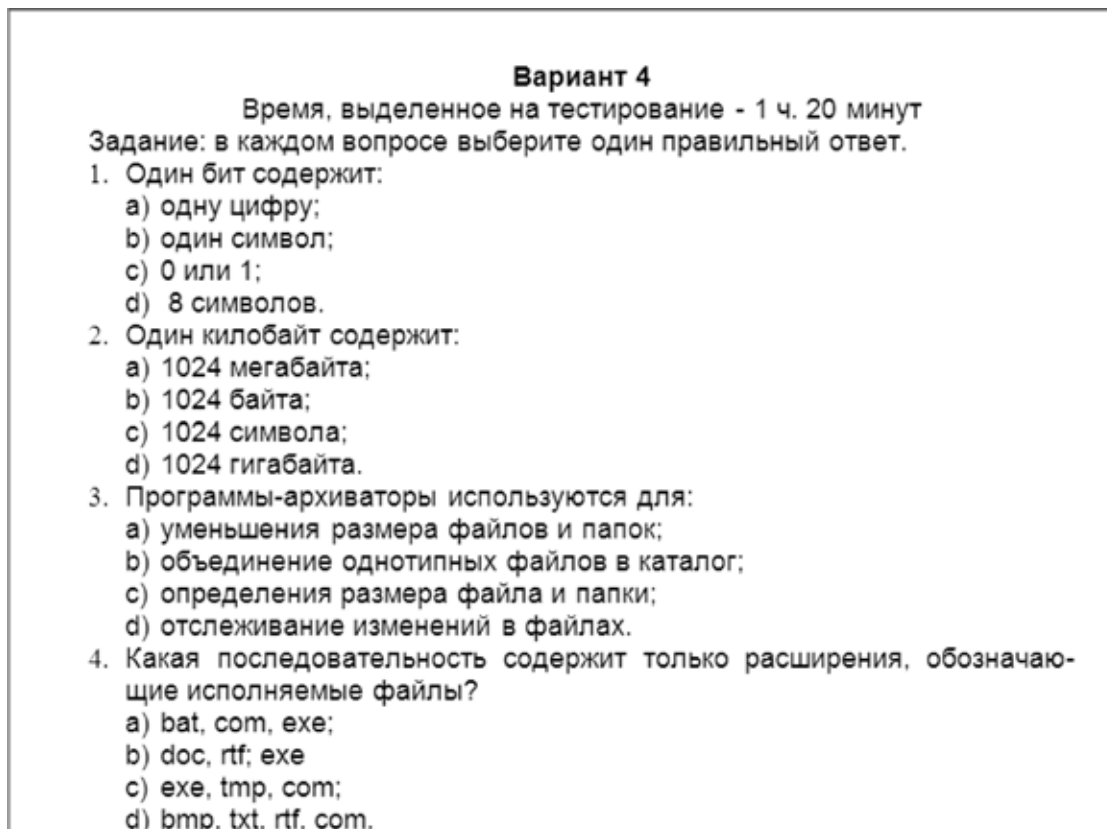 Вариант 4
Время, выделенное на тестирование - 1 ч. 20 минут
Задание: в каждом вопросе выберите один правильный ответ.
1. Один бит содержит:
a) одну цифру;
b) один символ;
c) 0 или 1;
d) 8 символов.
2. Один килобайт содержит:
a) 1024 мегабайта;
b) 1024 байта;
c) 1024 символа;
d) 1024 гигабайта.
3. Программы-архиваторы используются для:
a) уменьшения размера файлов и папок;
b) объединение однотипных файлов в каталог;
c) определения размера файла и папки;
d) отслеживание изменений в файлах.
4. Какая последовательность содержит только расширения, обозначаю-
щие исполняемые файлы?
a) bat, com, exe;
b) doc, rtf; exe
c) exe, tmp, com;
d) bmp, txt, rtf, com.